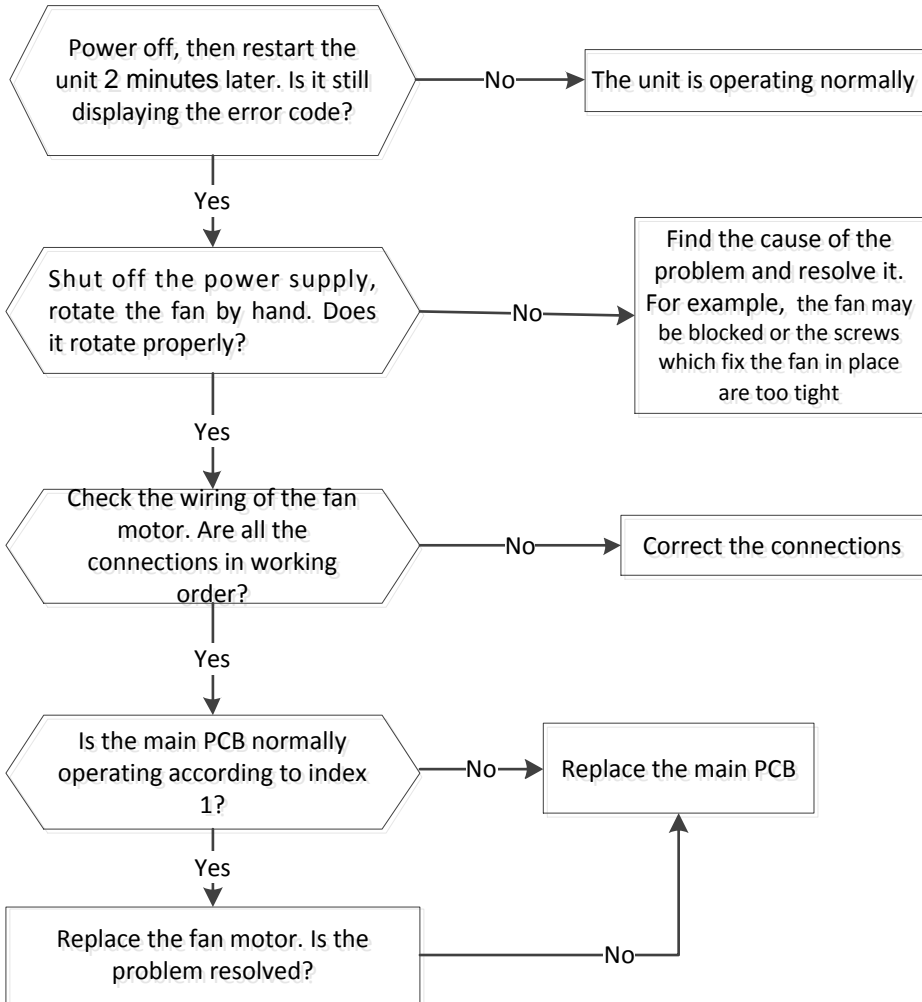 Power off, then restart the
unit 2 minutes later. Is it still
displaying the error code?
No
The unit is operating normally
Yes
Shut off the power supply,
rotate the fan by hand. Does
it rotate properly?
No
Find the cause of the
problem and resolve it.
For example, the fan may
be blocked or the screws
which fix the fan in place
are too tight
Yes
Check the wiring of the fan
motor. Are all the
connections in working
order?
No
Correct the connections
Yes
Is the main PCB normally
operating according to index
1?
No
Replace the main PCB
Yes
Replace the fan motor. Is the
problem resolved?
No